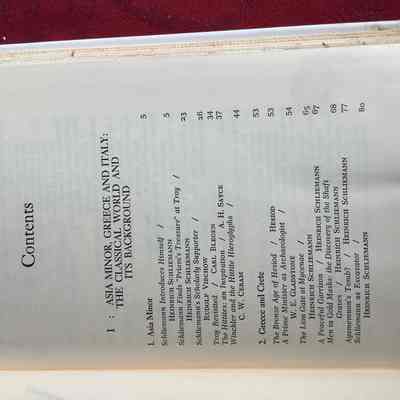 Contents
I : ASIA MINOR, GREECE AND ITALY:
THE CLASSICAL WORLD AND
ITS BACKGROUND
1. Asia Minor 5
Schliemann Introduces Himself /
HEINRICH SCHLIEMANN 5
Schliemann Finds "Priam's Treasure" at Troy /
HEINRICH SCHLIEMANN 23
Schliemann's Scholarly Supporter /
RUDOLF VIRCHOW 26
Troy Revisited / CARL BLEGEN 34
The Hittites: an Introduction / A. H. SAYCE 37
Winckler and the Hittite Hieroglyphs /
C. W. CERAM 44
2. Greece and Crete 53
The Bronze Age of Hesiod / HESIOD 53
A Prime Minister as Archaeologist /
W. E. GLADSTONE 54
The Lion Gate at Mycenae /
HEINRICH SCHLIEMANN 65
A Peaceful Garrison / HEINRICH SCHLIEMANN 67
Men in Gold Masks: the Discovery of the Shaft
Graves / HEINRICH SCHLIEMANN 68
Agamemnon's Tomb? / HEINRICH SCHLIEMANN 77
Schliemann as Excavator /
HEINRICH SCHLIEMANN 80